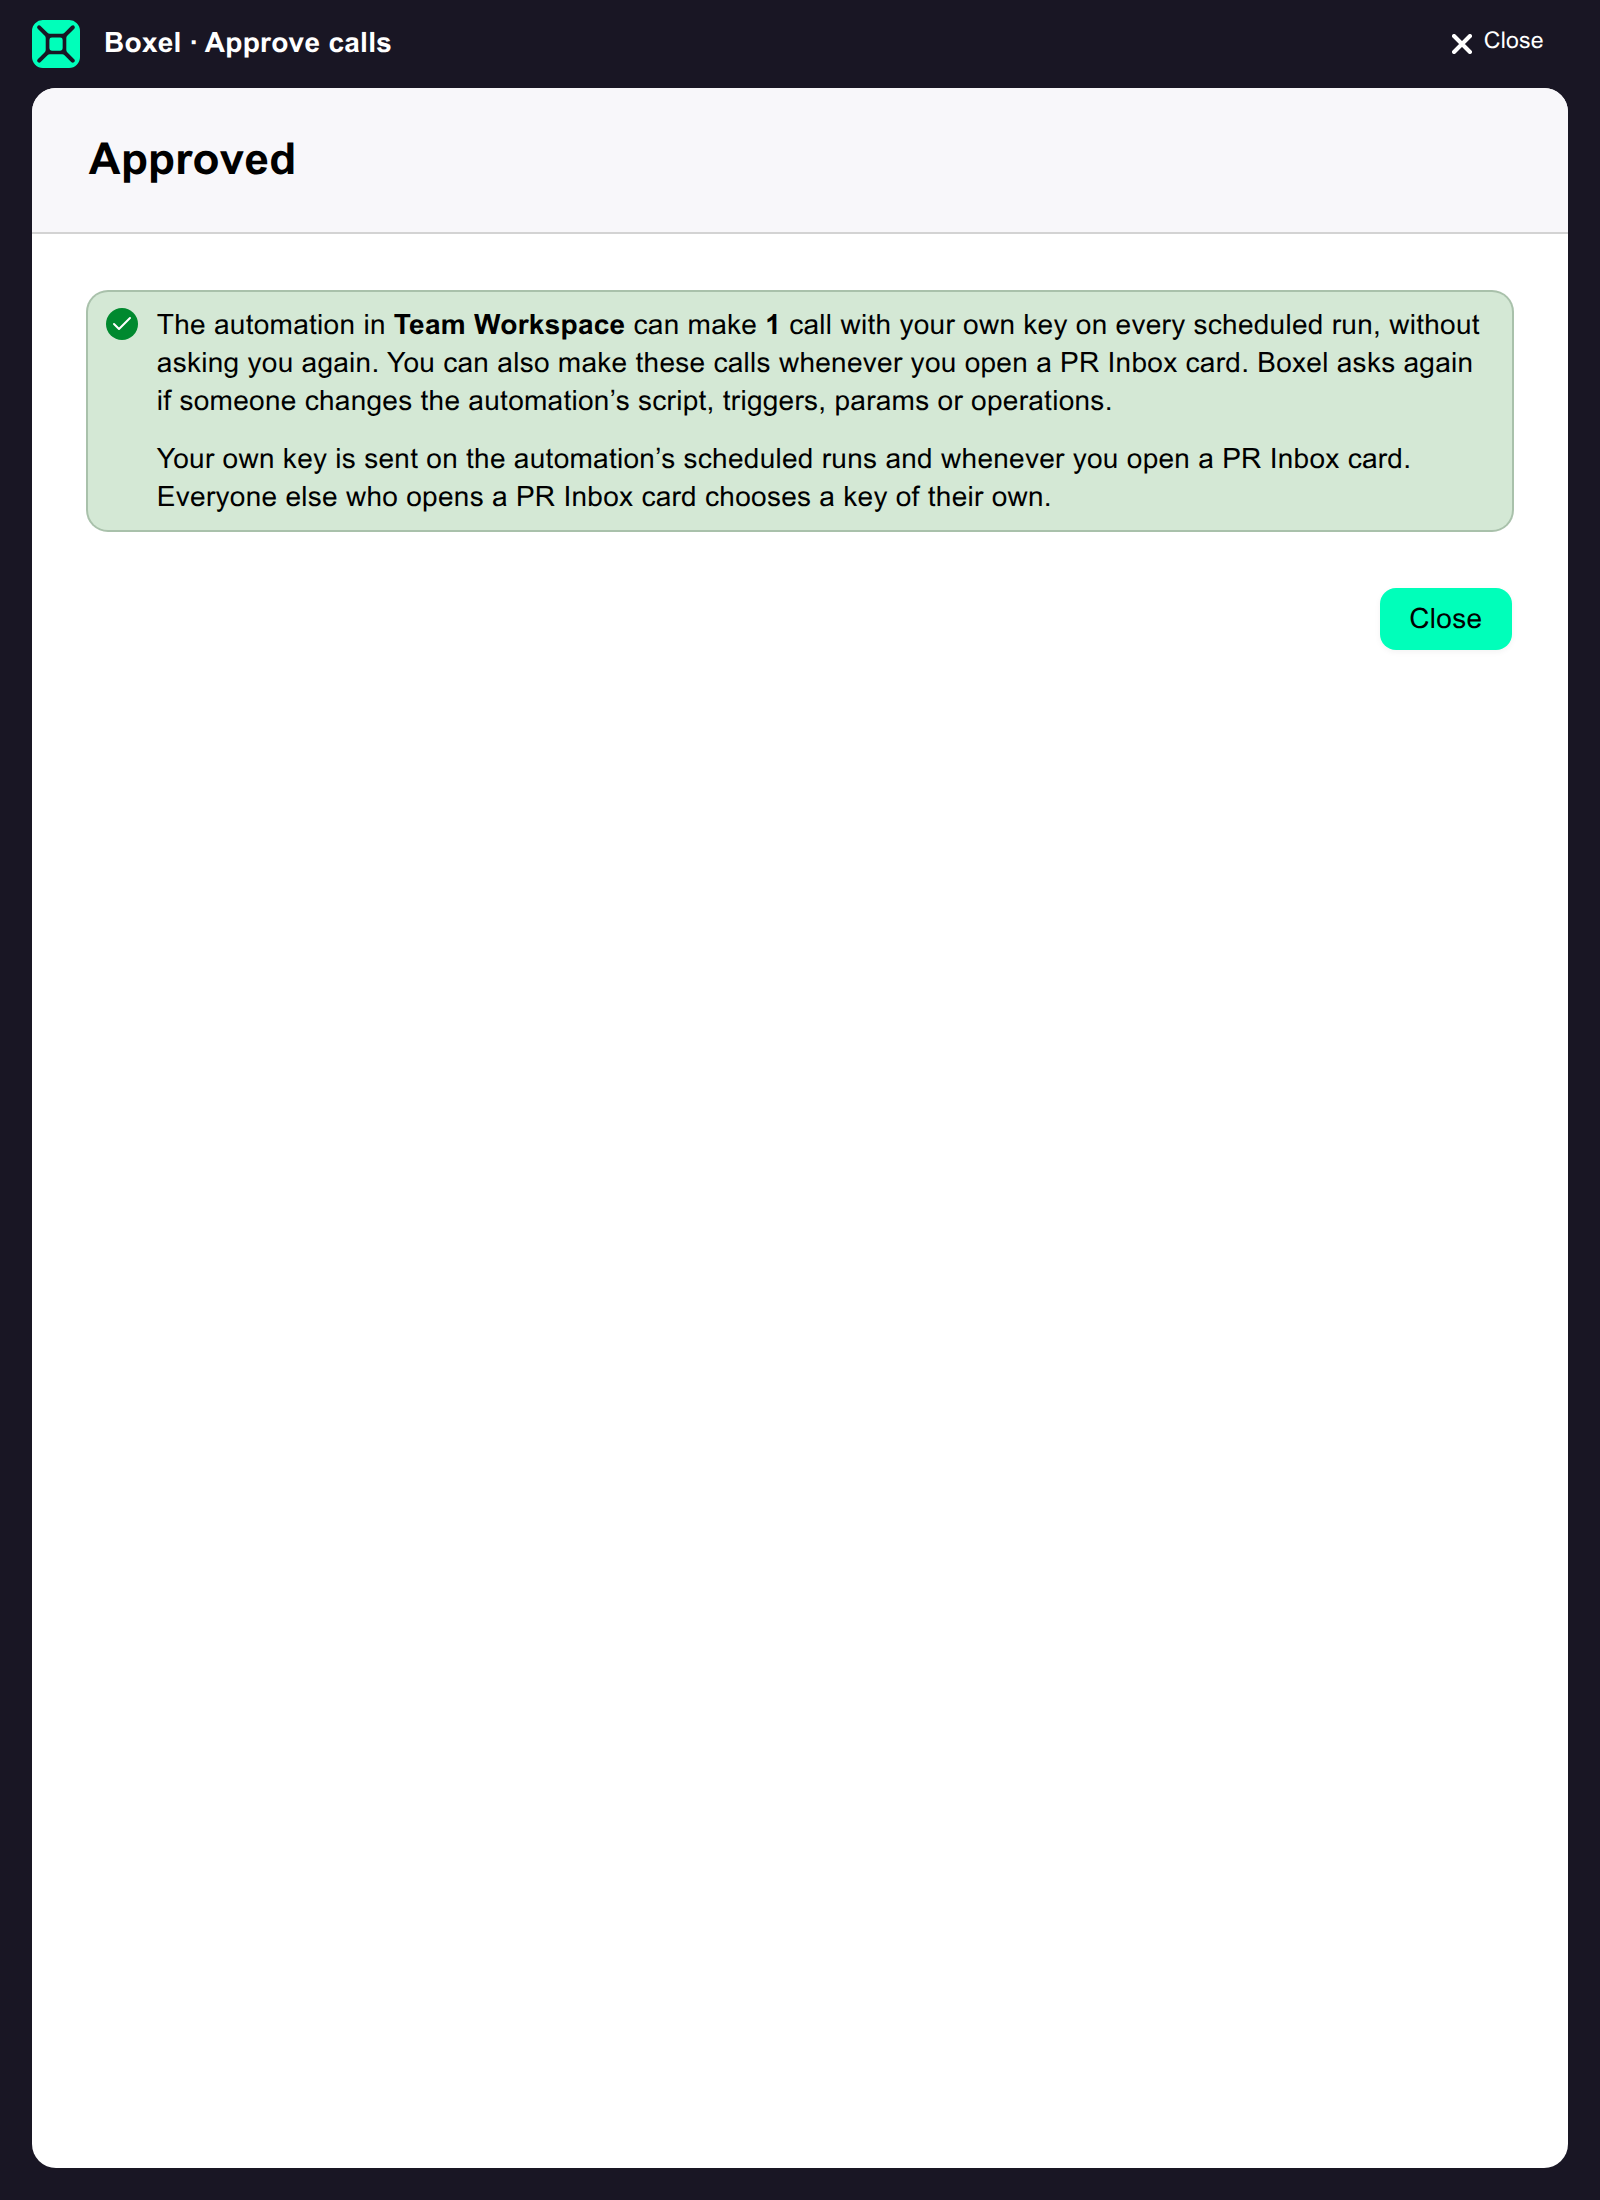 Boxel · Approve calls
Close
Approved
The automation in Team Workspace can make 1 call with your own key on every scheduled run, without
asking you again. You can also make these calls whenever you open a PR Inbox card. Boxel asks again
if someone changes the automation’s script, triggers, params or operations.
Your own key is sent on the automation’s scheduled runs and whenever you open a PR Inbox card.
Everyone else who opens a PR Inbox card chooses a key of their own.
Close